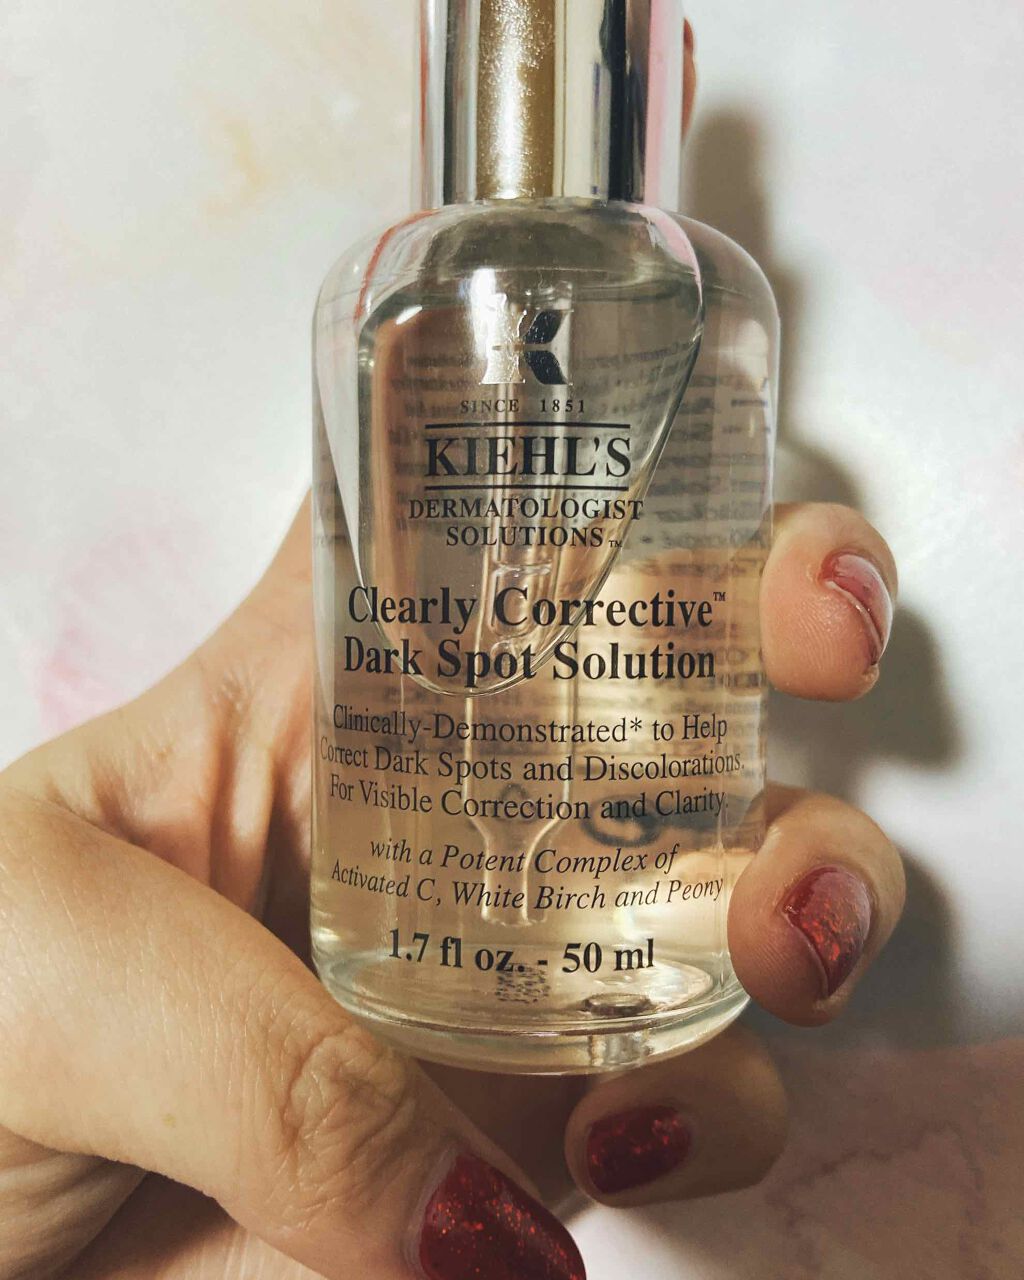 K
SINCE 1851
KIEHL'S
DERMATOLOGIST
SOLUTIONS™
Clearly Corrective™
Dark Spot Solution
Clinically-Demonstrated* to Help
Correct Dark Spots and Discolorations.
For Visible Correction and Clarity.
with a Potent Complex of
Activated C, White Birch and Peony
1.7 fl oz. - 50 ml